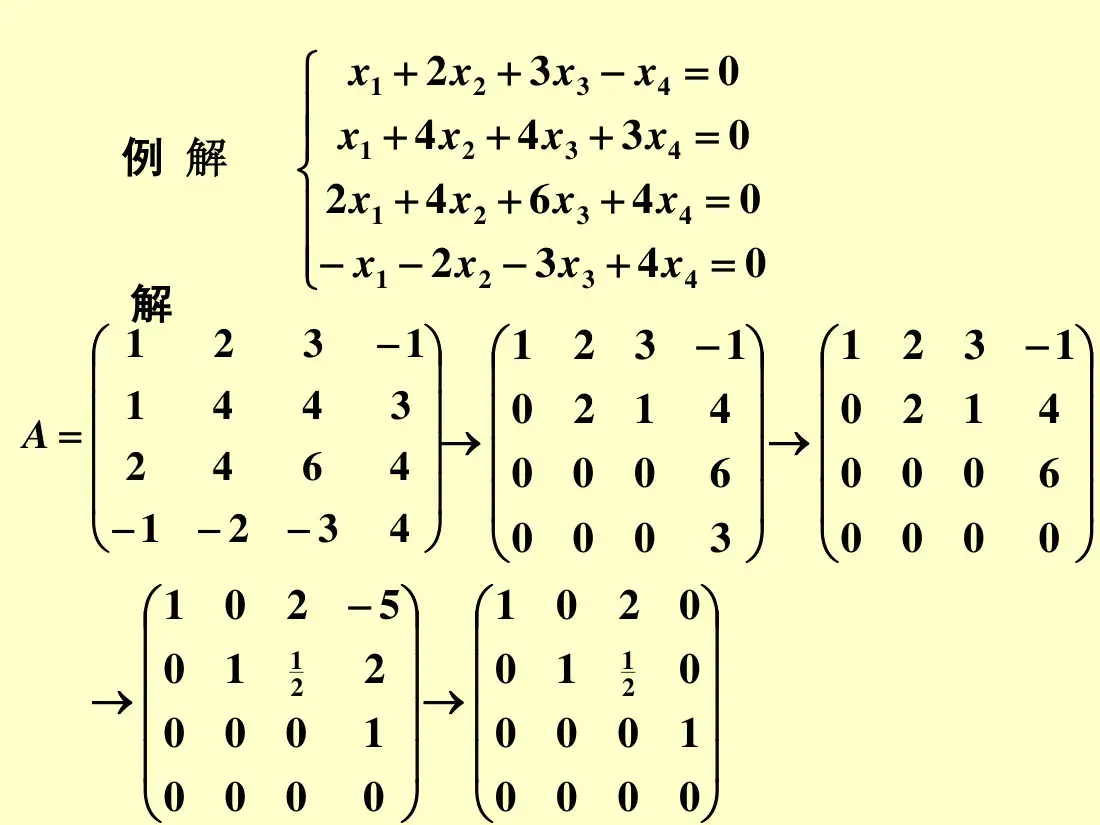 x₁ + 2x₂ + 3x₃ − x₄ = 0
x₁ + 4x₂ + 4x₃ + 3x₄ = 0
例 解
2x₁ + 4x₂ + 6x₃ + 4x₄ = 0
− x₁ − 2x₂ − 3x₃ + 4x₄ = 0
解
A = ( 1 2 3 −1 ; 1 4 4 3 ; 2 4 6 4 ; −1 −2 −3 4 ) → ( 1 2 3 −1 ; 0 2 1 4 ; 0 0 0 6 ; 0 0 0 3 ) → ( 1 2 3 −1 ; 0 2 1 4 ; 0 0 0 6 ; 0 0 0 0 )
→ ( 1 0 2 −5 ; 0 1 1/2 2 ; 0 0 0 1 ; 0 0 0 0 ) → ( 1 0 2 0 ; 0 1 1/2 0 ; 0 0 0 1 ; 0 0 0 0 )